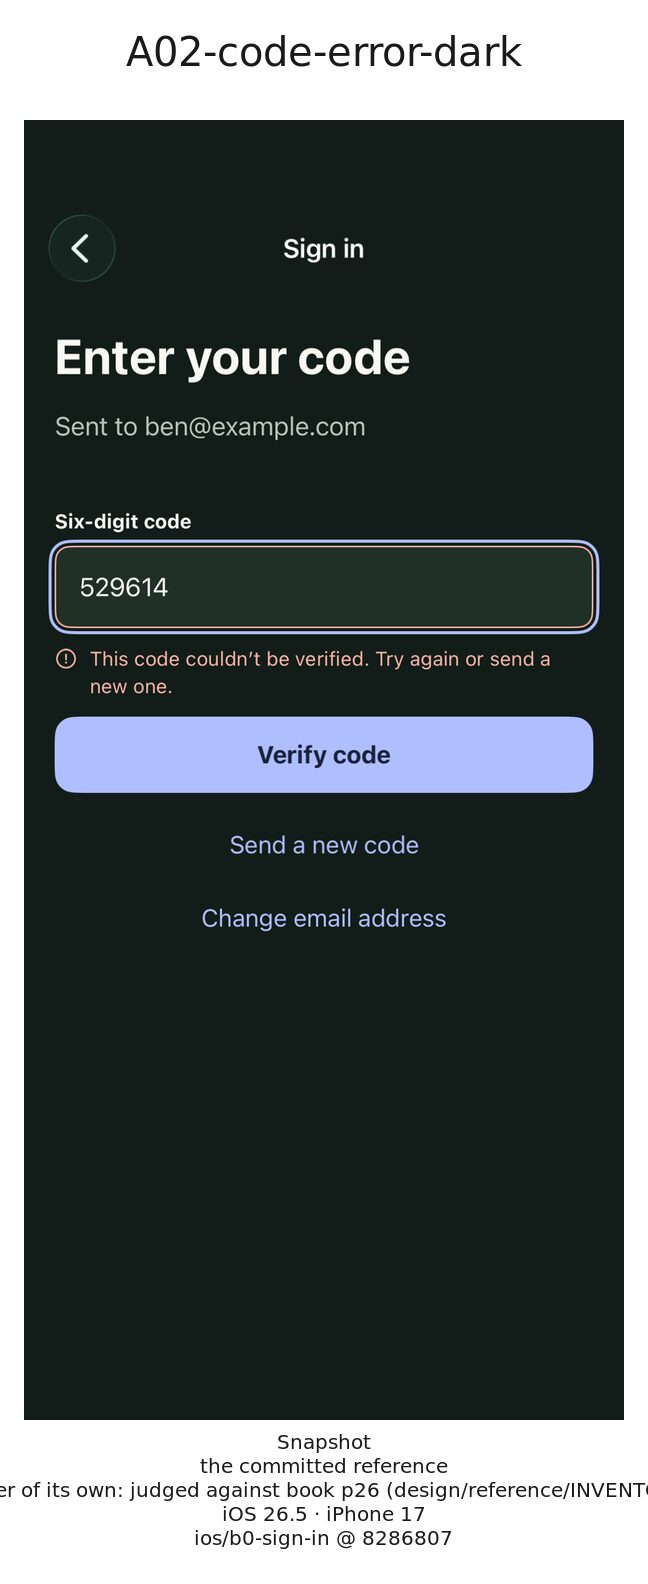 A02-code-error-dark
Sign in
Enter your code
Sent to ben@example.com
Six-digit code
529614
This code couldn’t be verified. Try again or send a
new one.
Verify code
Send a new code
Change email address
Snapshot
the committed reference
of its own: judged against book p26 (design/reference/
iOS 26.5 · iPhone 17
ios/b0-sign-in @ 8286807